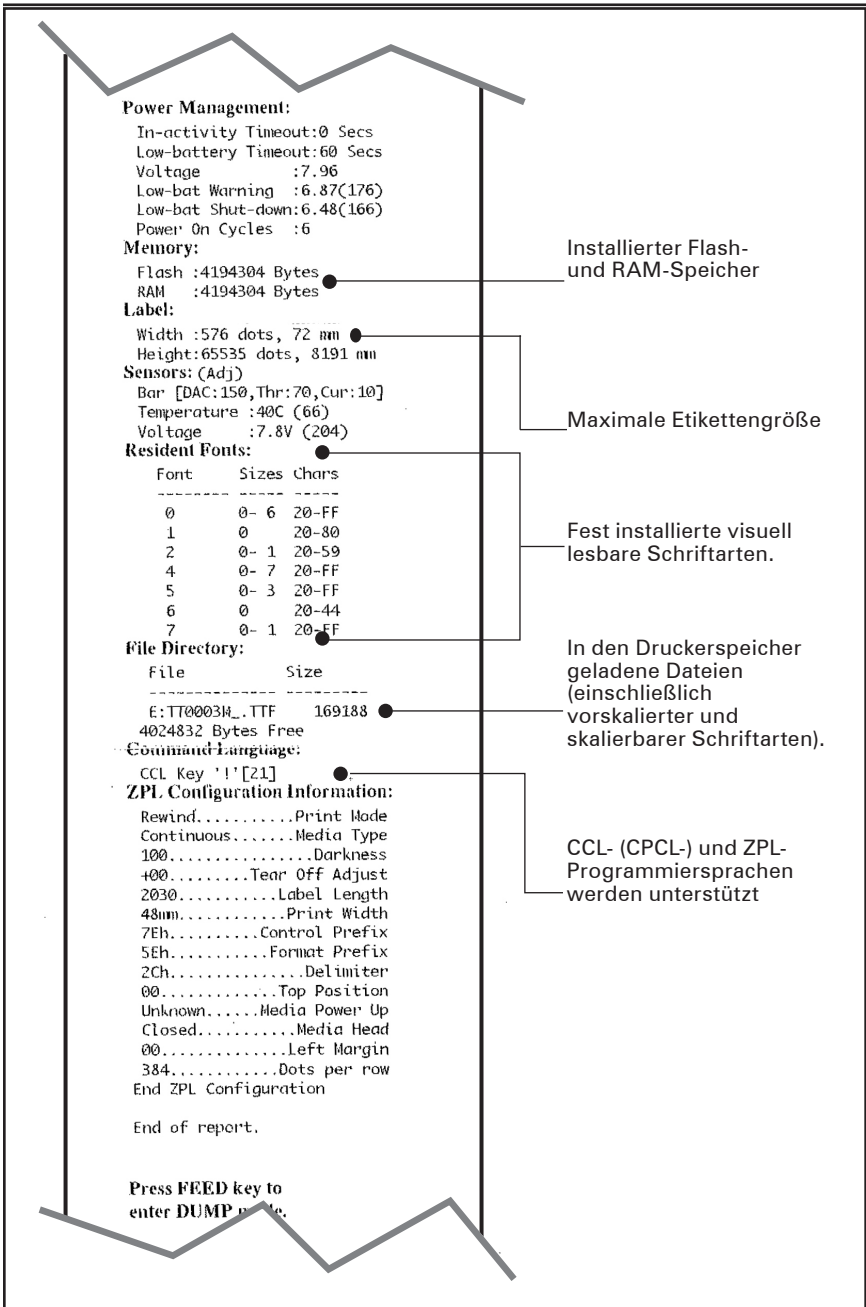 Power Management:
In-activity Timeout:0 Secs
Low-battery Timeout:60 Secs
Voltage :7.96
Low-bat Warning :6.87(176)
Low-bat Shut-down:6.48(166)
Power On Cycles :6
Memory:
Flash :4194304 Bytes
RAM :4194304 Bytes
Label:
Width :576 dots, 72 mm
Height:65535 dots, 8191 mm
Sensors: (Adj)
Bar [DAC:150,Thr:70,Cur:10]
Temperature :40C (66)
Voltage :7.8V (204)
Resident Fonts:
Font Sizes Chars
-------- ----- -----
0 0- 6 20-FF
1 0 20-80
2 0- 1 20-59
4 0- 7 20-FF
5 0- 3 20-FF
6 0 20-44
7 0- 1 20-FF
File Directory:
File Size
-------------- ---------
E:TT0003M_.TTF 169188
4024832 Bytes Free
Command Language:
CCL Key '!'[21]
ZPL Configuration Information:
Rewind...........Print Mode
Continuous.......Media Type
100................Darkness
+00.........Tear Off Adjust
2030...........Label Length
48mm............Print Width
7Eh..........Control Prefix
5Eh...........Format Prefix
2Ch...............Delimiter
00.............Top Position
Unknown......Media Power Up
Closed...........Media Head
00..............Left Margin
384............Dots per row
End ZPL Configuration
End of report.
Press FEED key to
enter DUMP
Installierter Flash-
und RAM-Speicher
Maximale Etikettengröße
Fest installierte visuell
lesbare Schriftarten.
In den Druckerspeicher
geladene Dateien
(einschließlich
vorskalierter und
skalierbarer Schriftarten).
CCL- (CPCL-) und ZPL-
Programmiersprachen
werden unterstützt